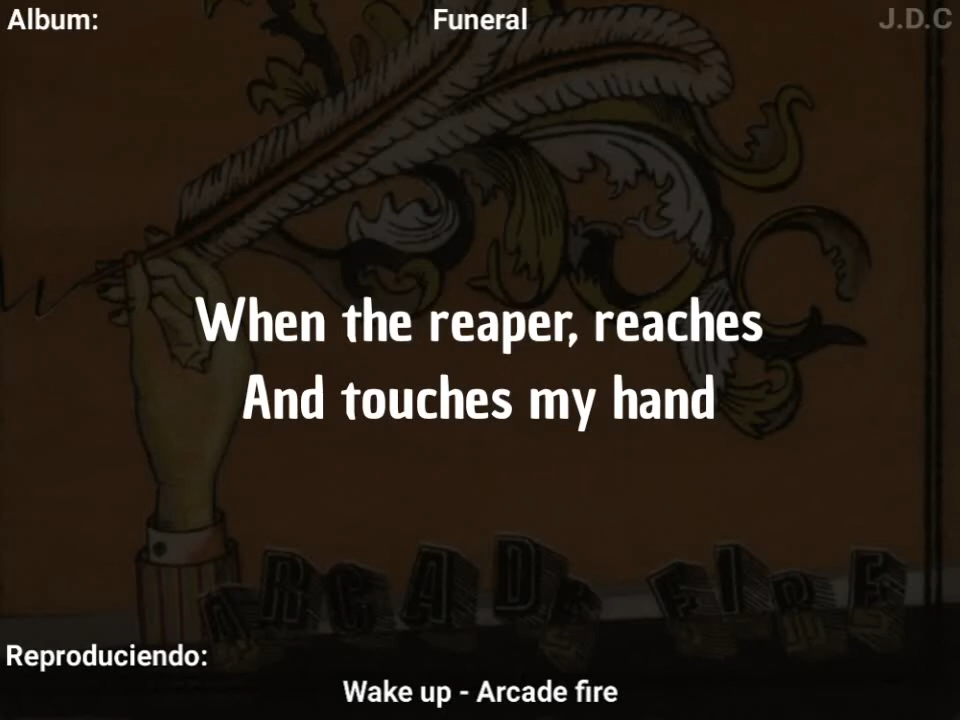 Album:
Funeral
J.D.C
When the reaper, reaches
And touches my hand
ARCADE FIRE
Reproduciendo:
Wake up - Arcade fire